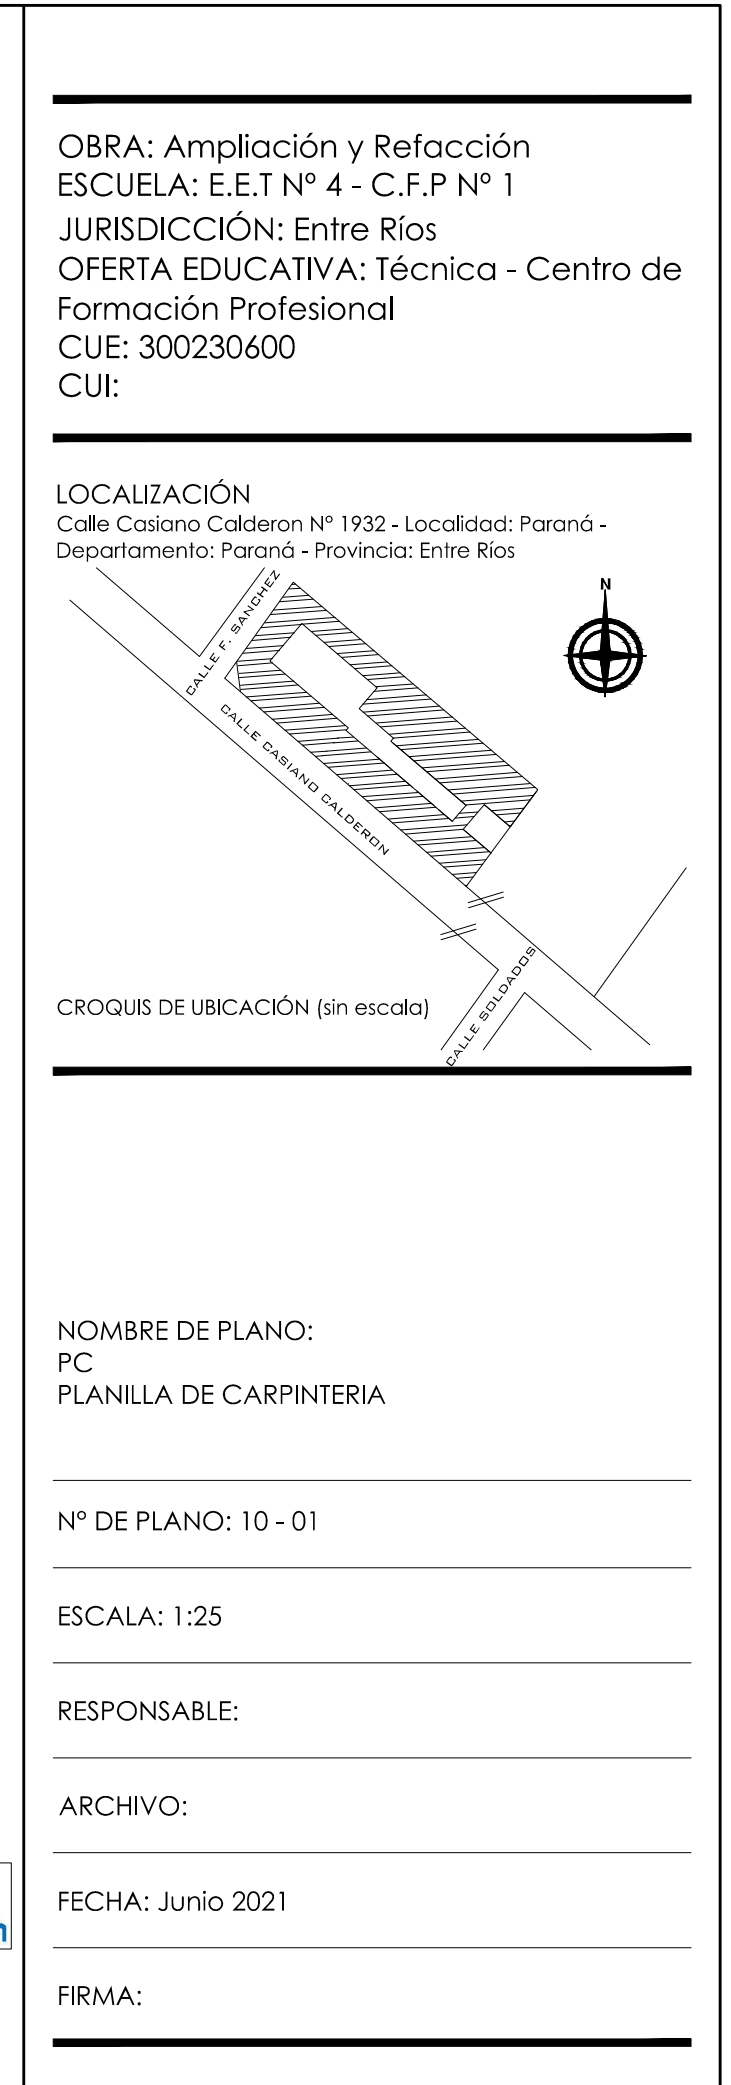 OBRA: Ampliación y Refacción
ESCUELA: E.E.T Nº 4 - C.F.P Nº 1
JURISDICCIÓN: Entre Ríos
OFERTA EDUCATIVA: Técnica - Centro de
Formación Profesional
CUE: 300230600
CUI:
LOCALIZACIÓN
Calle Casiano Calderon Nº 1932 - Localidad: Paraná -
Departamento: Paraná - Provincia: Entre Ríos
N
CALLE F. SANCHEZ
CALLE CASIANO CALDERON
CALLE SOLDADOS
CROQUIS DE UBICACIÓN (sin escala)
NOMBRE DE PLANO:
PC
PLANILLA DE CARPINTERIA
Nº DE PLANO: 10 - 01
ESCALA: 1:25
RESPONSABLE:
ARCHIVO:
FECHA: Junio 2021
FIRMA: